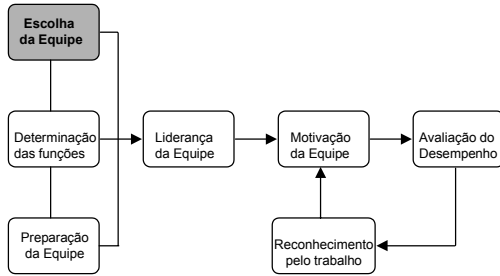 Escolha
da Equipe
Determinação
das funções
Liderança
da Equipe
Motivação
da Equipe
Avaliação do
Desempenho
Preparação
da Equipe
Reconhecimento
pelo trabalho